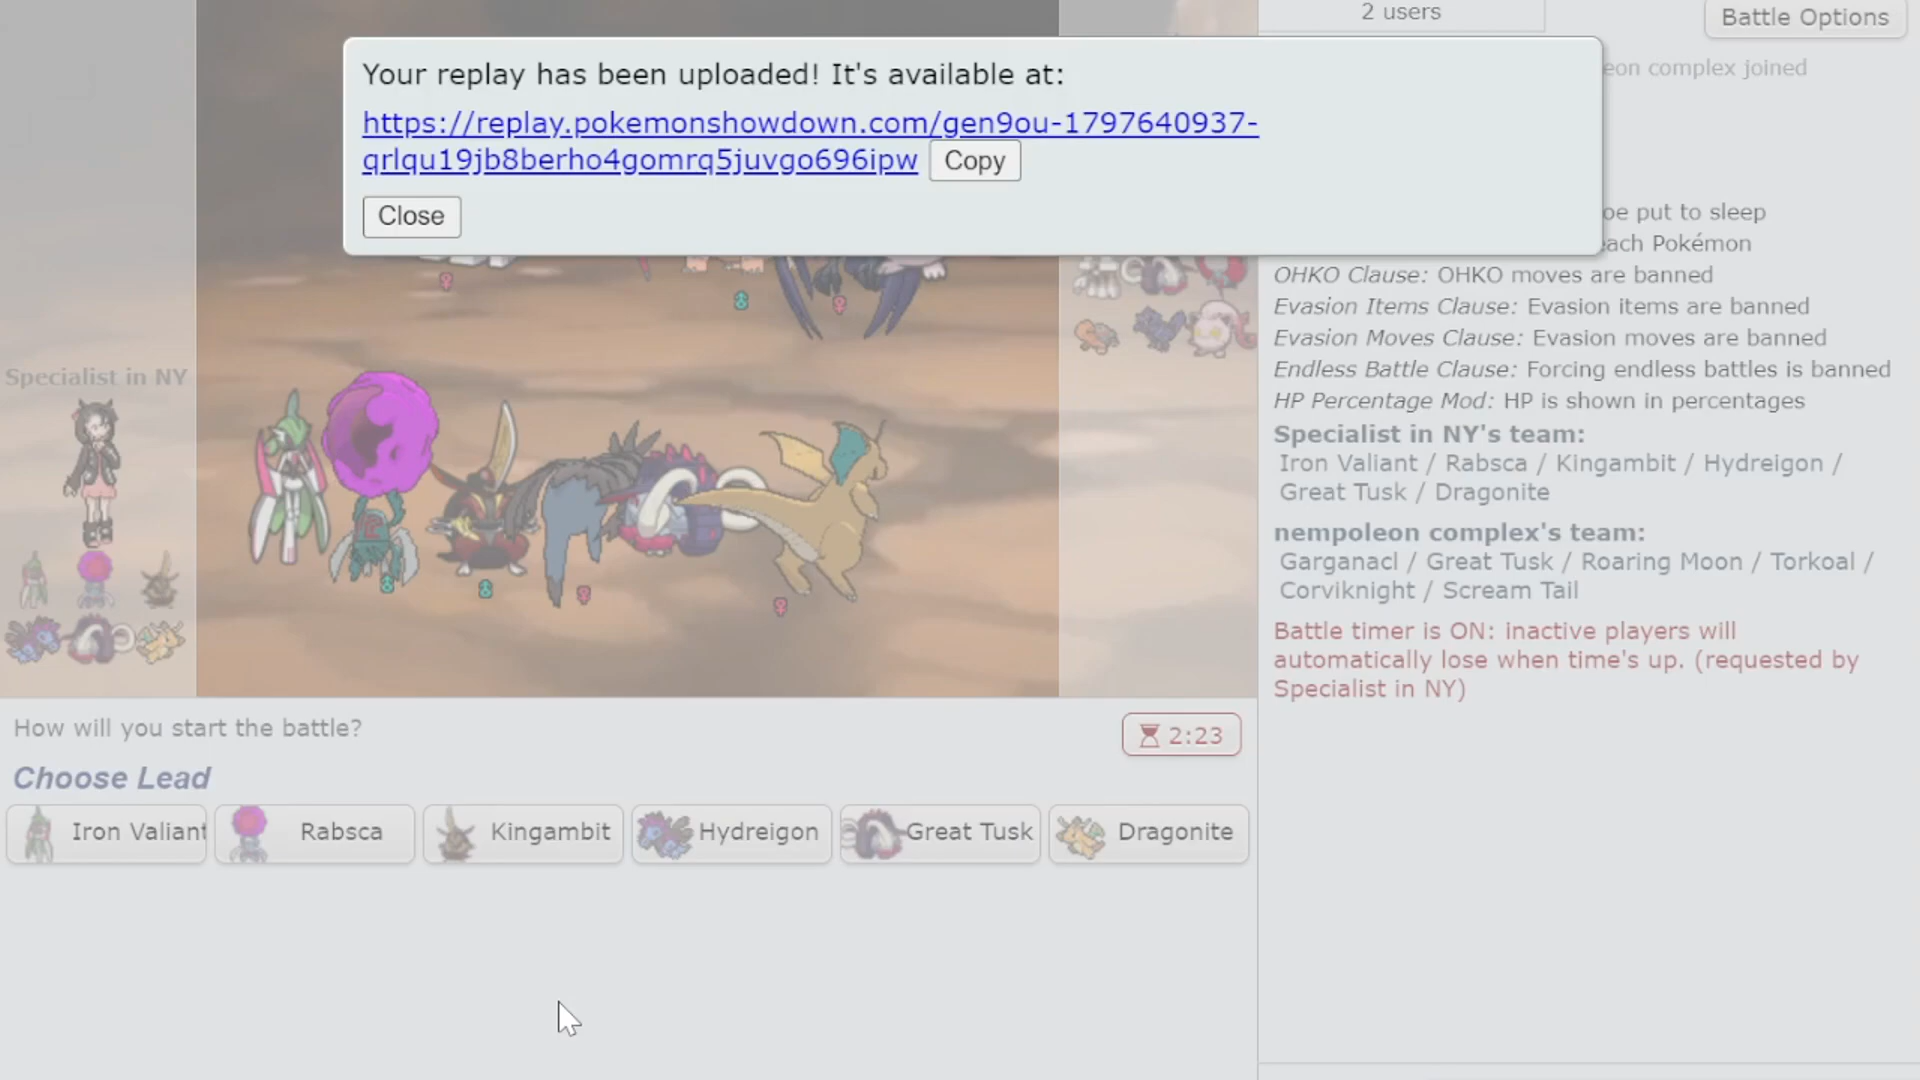 2 users
Battle Options
Your replay has been uploaded! It's available at:
https://replay.pokemonshowdown.com/gen9ou-1797640937-
qrlqu19jb8berho4gomrq5juvgo696ipw Copy
Close
complex joined
put to sleep
Pokémon
OHKO Clause: OHKO moves are banned
Evasion Items Clause: Evasion items are banned
Evasion Moves Clause: Evasion moves are banned
Endless Battle Clause: Forcing endless battles is banned
HP Percentage Mod: HP is shown in percentages
Specialist in NY's team:
Iron Valiant / Rabsca / Kingambit / Hydreigon /
Great Tusk / Dragonite
nempoleon complex's team:
Garganacl / Great Tusk / Roaring Moon / Torkoal /
Corviknight / Scream Tail
Battle timer is ON: inactive players will
automatically lose when time's up. (requested by
Specialist in NY)
Specialist in NY
How will you start the battle?
2:23
Choose Lead
Iron Valiant
Rabsca
Kingambit
Hydreigon
Great Tusk
Dragonite